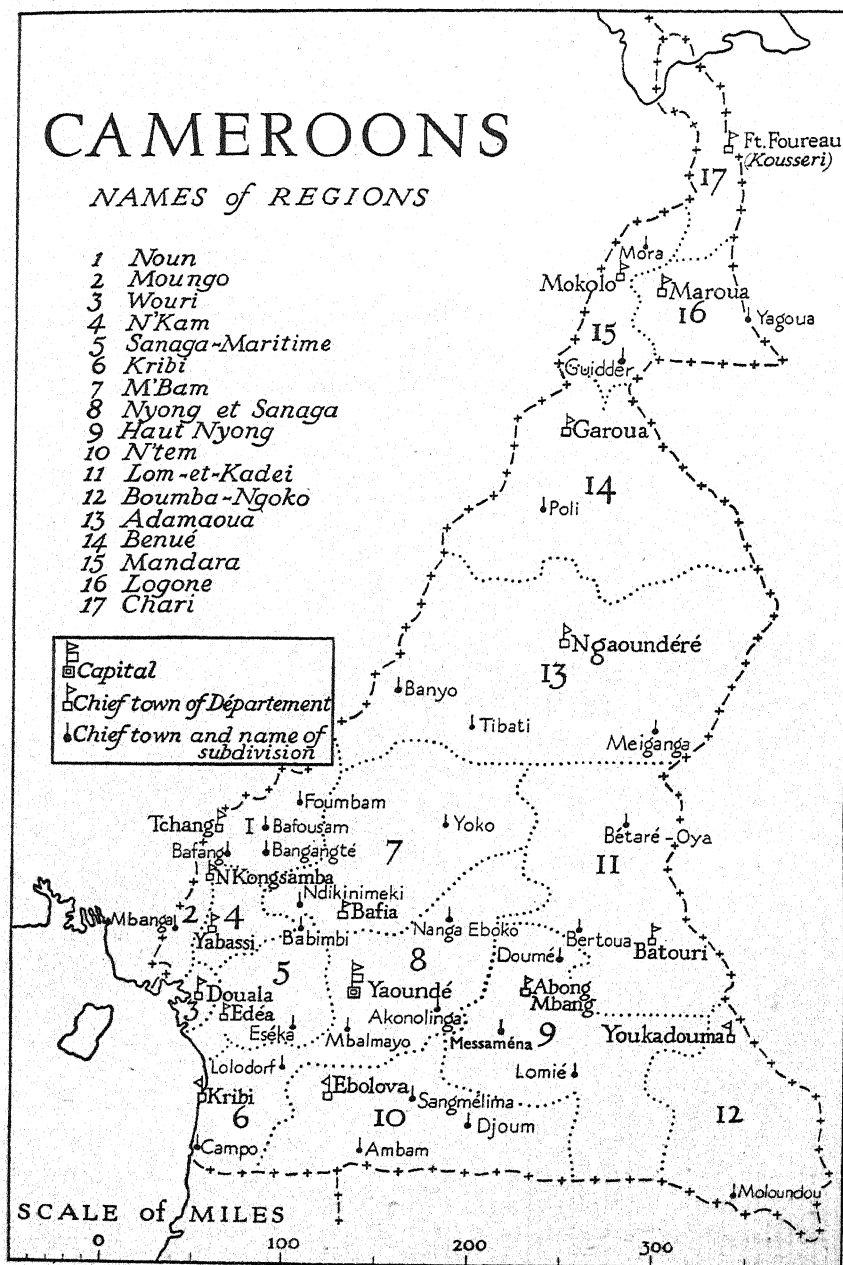 CAMEROONS
NAMES of REGIONS
1 Noun
2 Moungo
3 Wouri
4 N'Kam
5 Sanaga-Maritime
6 Kribi
7 M'Bam
8 Nyong et Sanaga
9 Haut Nyong
10 N'tem
11 Lom-et-Kadei
12 Boumba-Ngoko
13 Adamaoua
14 Benué
15 Mandara
16 Logone
17 Chari
Capital
Chief town of Département
Chief town and name of
subdivision
Ft. Foureau
(Kousseri)
17
Mora
Mokolo
Maroua
16
Yagoua
15
Guidder
Garoua
14
Poli
Ngaoundéré
13
Banyo
Tibati
Meiganga
Foumbam
Tchang
1
Bafousam
Yoko
Bétaré-Oya
Bafang
Bangangté
7
11
NKongsamba
Ndikinimeki
Bafia
Mbanga
2
4
Yabassi
Babimbi
Nanga Eboko
Bertoua
Batouri
Doumé
5
8
Douala
Yaoundé
Abong
Mbang
3
Edéa
Akonolinga
Eséka
Mbalmayo
Messaména
9
Youkadouma
Lolodorf
Lomié
Kribi
Ebolova
Sangmélima
6
10
12
Djoum
Campo
Ambam
Moloundou
SCALE of MILES
0 100 200 300